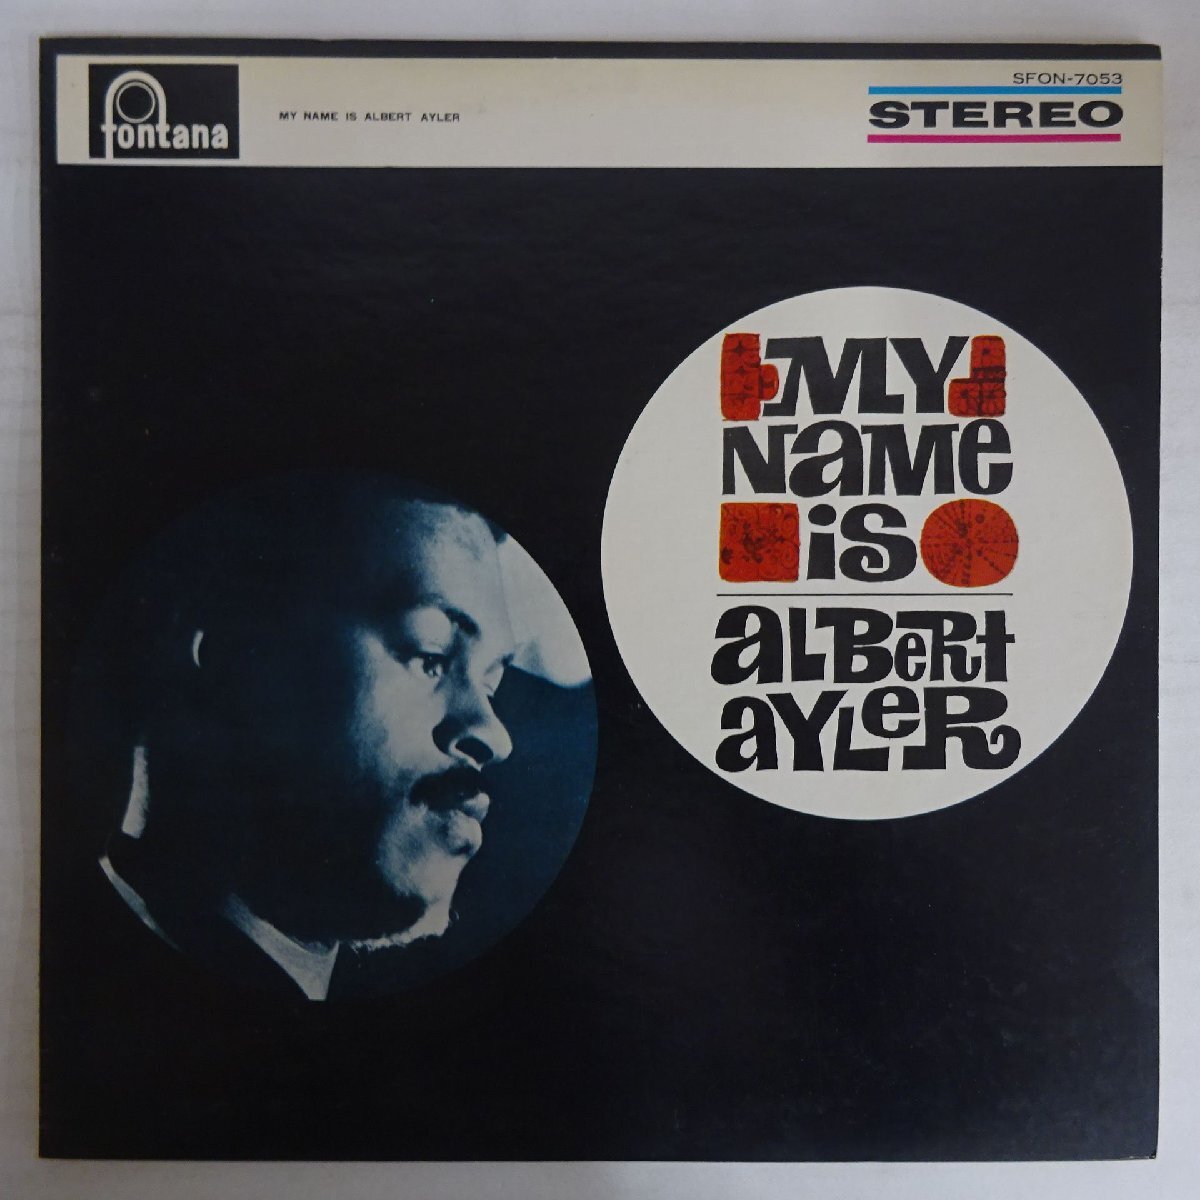 fontana
MY NAME IS ALBERT AYLER
SFON-7053
STEREO
MY
NAME
iS
ALBERT
AYLER